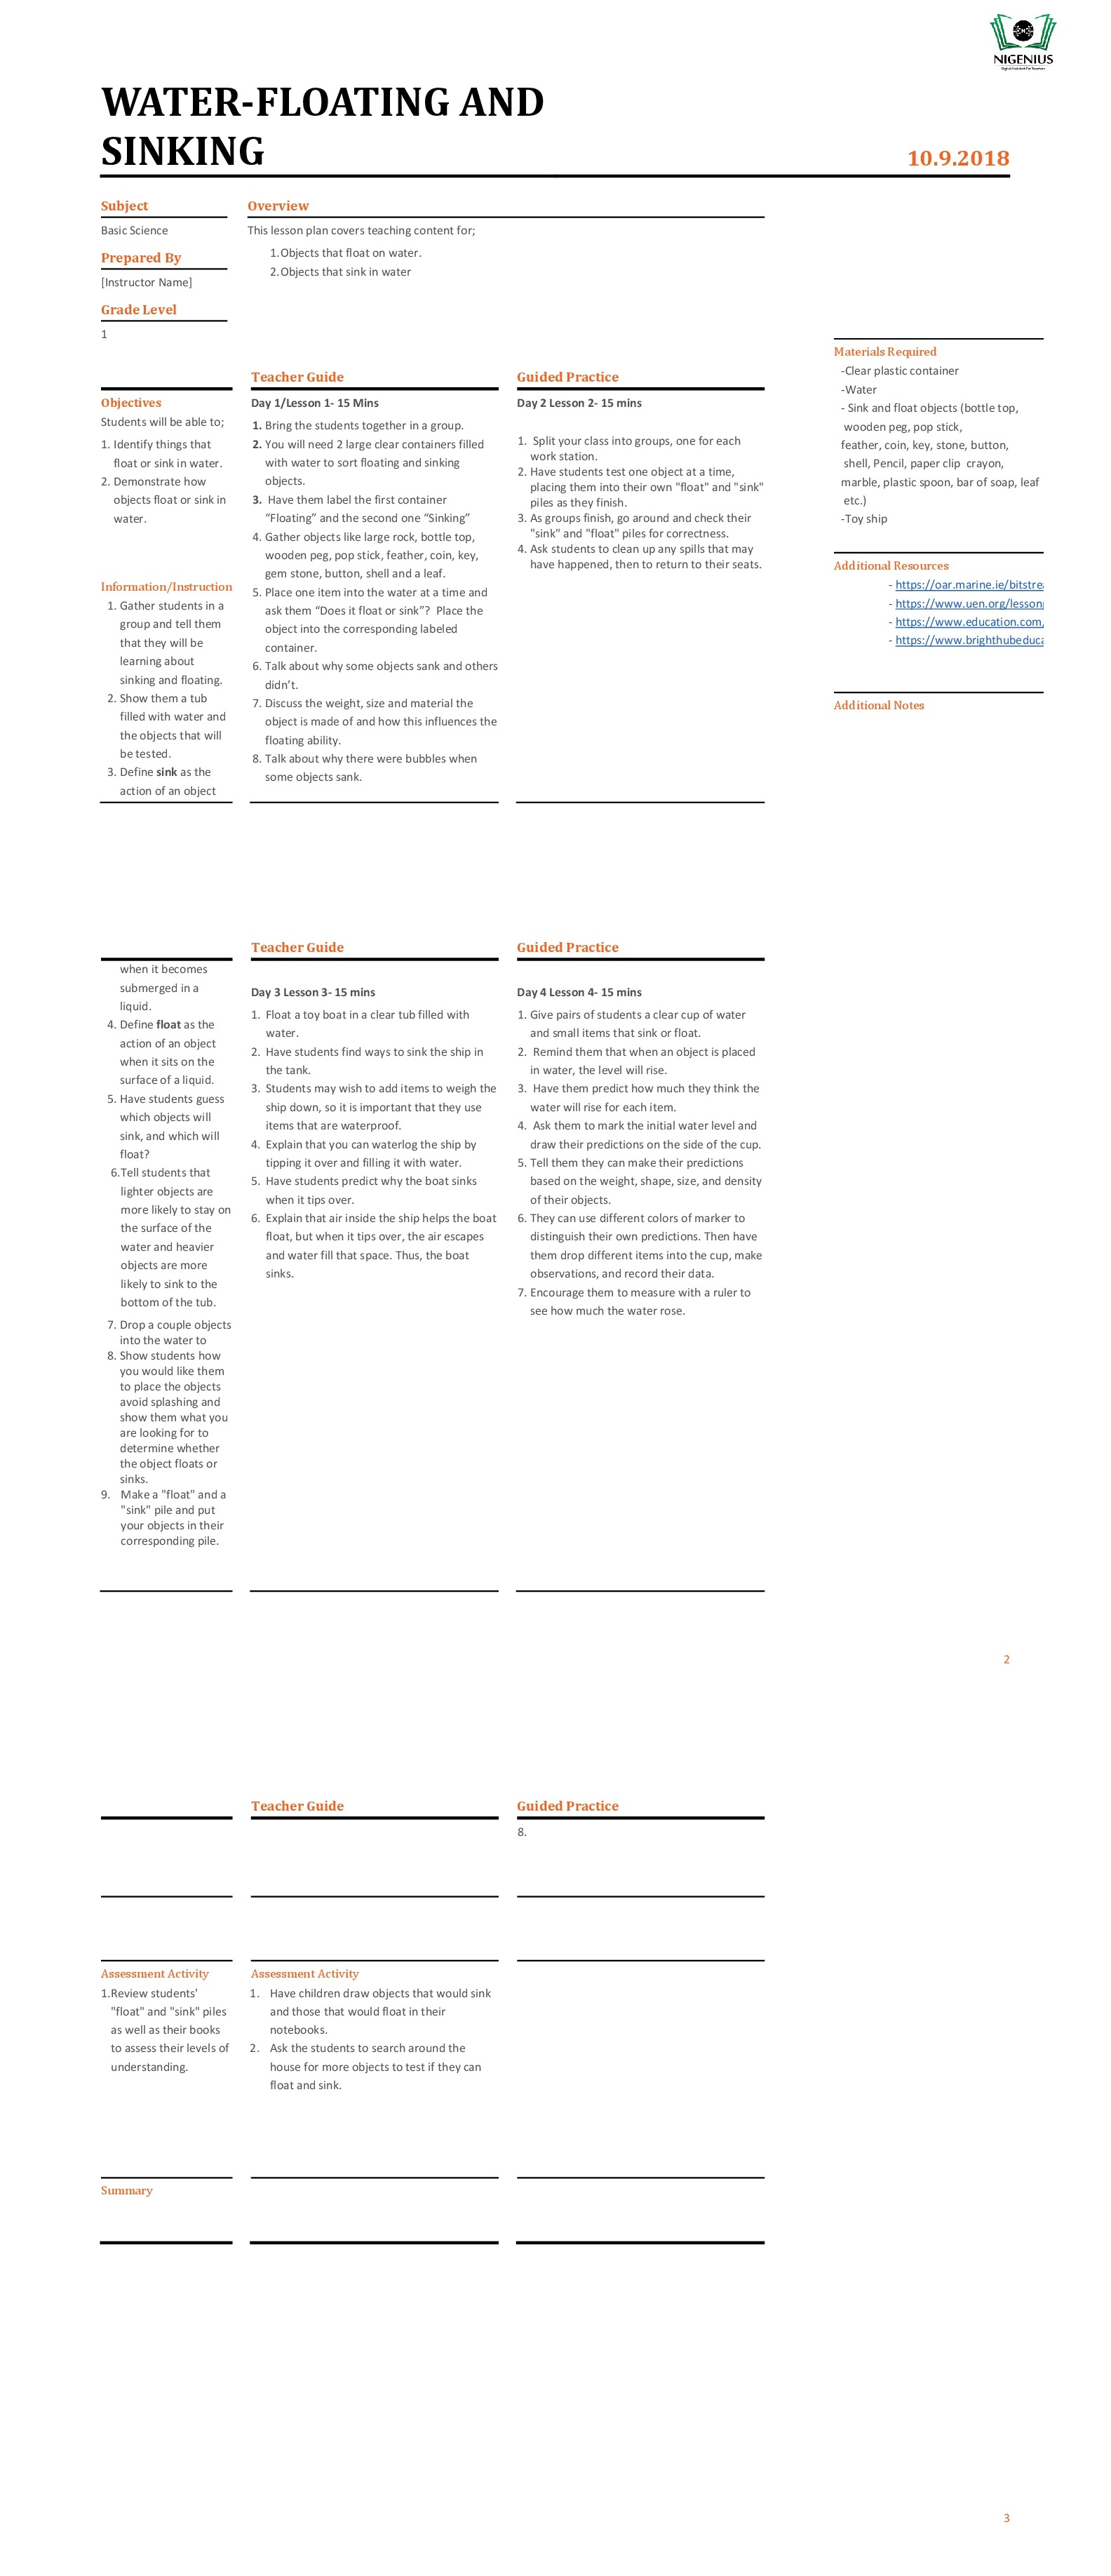 NIGENIUS
WATER-FLOATING AND
SINKING
10.9.2018
Subject
Basic Science
Prepared By
[Instructor Name]
Grade Level
1
Overview
This lesson plan covers teaching content for;
1.Objects that float on water.
2.Objects that sink in water
Objectives
Students will be able to;
1. Identify things that
float or sink in water.
2. Demonstrate how
objects float or sink in
water.
Information/Instruction
1. Gather students in a
group and tell them
that they will be
learning about
sinking and floating.
2. Show them a tub
filled with water and
the objects that will
be tested.
3. Define sink as the
action of an object
Teacher Guide
Day 1/Lesson 1- 15 Mins
1. Bring the students together in a group.
2. You will need 2 large clear containers filled
with water to sort floating and sinking
objects.
3. Have them label the first container
“Floating” and the second one “Sinking”
4. Gather objects like large rock, bottle top,
wooden peg, pop stick, feather, coin, key,
gem stone, button, shell and a leaf.
5. Place one item into the water at a time and
ask them “Does it float or sink”? Place the
object into the corresponding labeled
container.
6. Talk about why some objects sank and others
didn’t.
7. Discuss the weight, size and material the
object is made of and how this influences the
floating ability.
8. Talk about why there were bubbles when
some objects sank.
Guided Practice
Day 2 Lesson 2- 15 mins
1. Split your class into groups, one for each
work station.
2. Have students test one object at a time,
placing them into their own "float" and "sink"
piles as they finish.
3. As groups finish, go around and check their
"sink" and "float" piles for correctness.
4. Ask students to clean up any spills that may
have happened, then to return to their seats.
Materials Required
-Clear plastic container
-Water
- Sink and float objects (bottle top,
wooden peg, pop stick,
feather, coin, key, stone, button,
shell, Pencil, paper clip crayon,
marble, plastic spoon, bar of soap, leaf
etc.)
-Toy ship
Additional Resources
- https://oar.marine.ie/bitstrea
- https://www.uen.org/lesson
- https://www.education.com/
- https://www.brighthubeduca
Additional Notes
when it becomes
submerged in a
liquid.
4. Define float as the
action of an object
when it sits on the
surface of a liquid.
5. Have students guess
which objects will
sink, and which will
float?
6.Tell students that
lighter objects are
more likely to stay on
the surface of the
water and heavier
objects are more
likely to sink to the
bottom of the tub.
7. Drop a couple objects
into the water to
8. Show students how
you would like them
to place the objects
avoid splashing and
show them what you
are looking for to
determine whether
the object floats or
sinks.
9. Make a "float" and a
"sink" pile and put
your objects in their
corresponding pile.
Teacher Guide
Day 3 Lesson 3- 15 mins
1. Float a toy boat in a clear tub filled with
water.
2. Have students find ways to sink the ship in
the tank.
3. Students may wish to add items to weigh the
ship down, so it is important that they use
items that are waterproof.
4. Explain that you can waterlog the ship by
tipping it over and filling it with water.
5. Have students predict why the boat sinks
when it tips over.
6. Explain that air inside the ship helps the boat
float, but when it tips over, the air escapes
and water fill that space. Thus, the boat
sinks.
Guided Practice
Day 4 Lesson 4- 15 mins
1. Give pairs of students a clear cup of water
and small items that sink or float.
2. Remind them that when an object is placed
in water, the level will rise.
3. Have them predict how much they think the
water will rise for each item.
4. Ask them to mark the initial water level and
draw their predictions on the side of the cup.
5. Tell them they can make their predictions
based on the weight, shape, size, and density
of their objects.
6. They can use different colors of marker to
distinguish their own predictions. Then have
them drop different items into the cup, make
observations, and record their data.
7. Encourage them to measure with a ruler to
see how much the water rose.
2
Teacher Guide
Guided Practice
8.
Assessment Activity
1.Review students'
"float" and "sink" piles
as well as their books
to assess their levels of
understanding.
Assessment Activity
1. Have children draw objects that would sink
and those that would float in their
notebooks.
2. Ask the students to search around the
house for more objects to test if they can
float and sink.
Summary
3